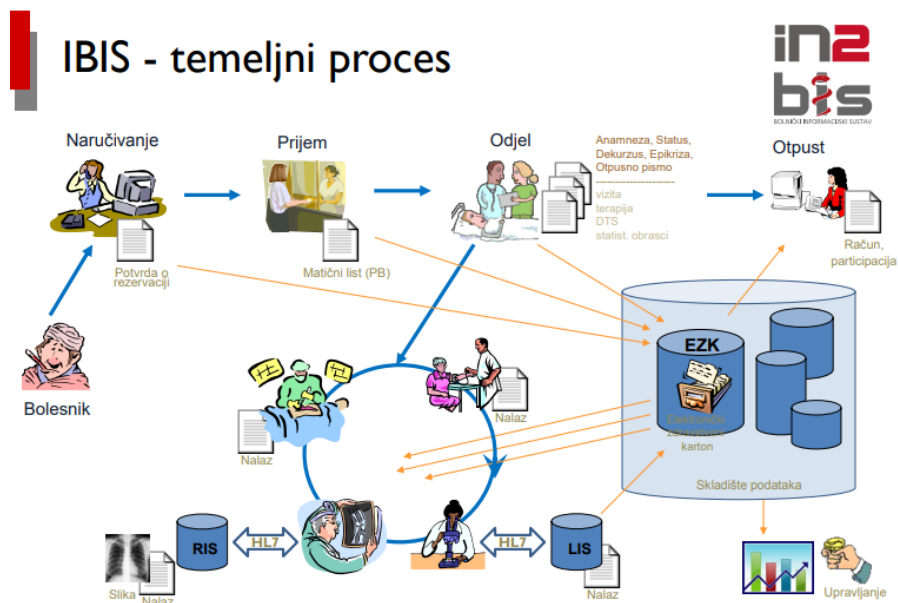 IBIS - temeljni proces
in2
bis
BOLNIČKI INFORMACIJSKI SUSTAV
Naručivanje
Prijem
Odjel
Anamneza, Status,
Dekurzus, Epikriza,
Otpusno pismo
---------------------
vizita
terapija
DTS
statist. obrasci
Otpust
Potvrda o
rezervaciji
Matični list (PB)
Račun,
participacija
Bolesnik
EZK
Elektronički
zdravstveni
karton
Skladište podataka
Nalaz
Nalaz
RIS
HL7
HL7
LIS
Slika
Nalaz
Nalaz
Upravljanje